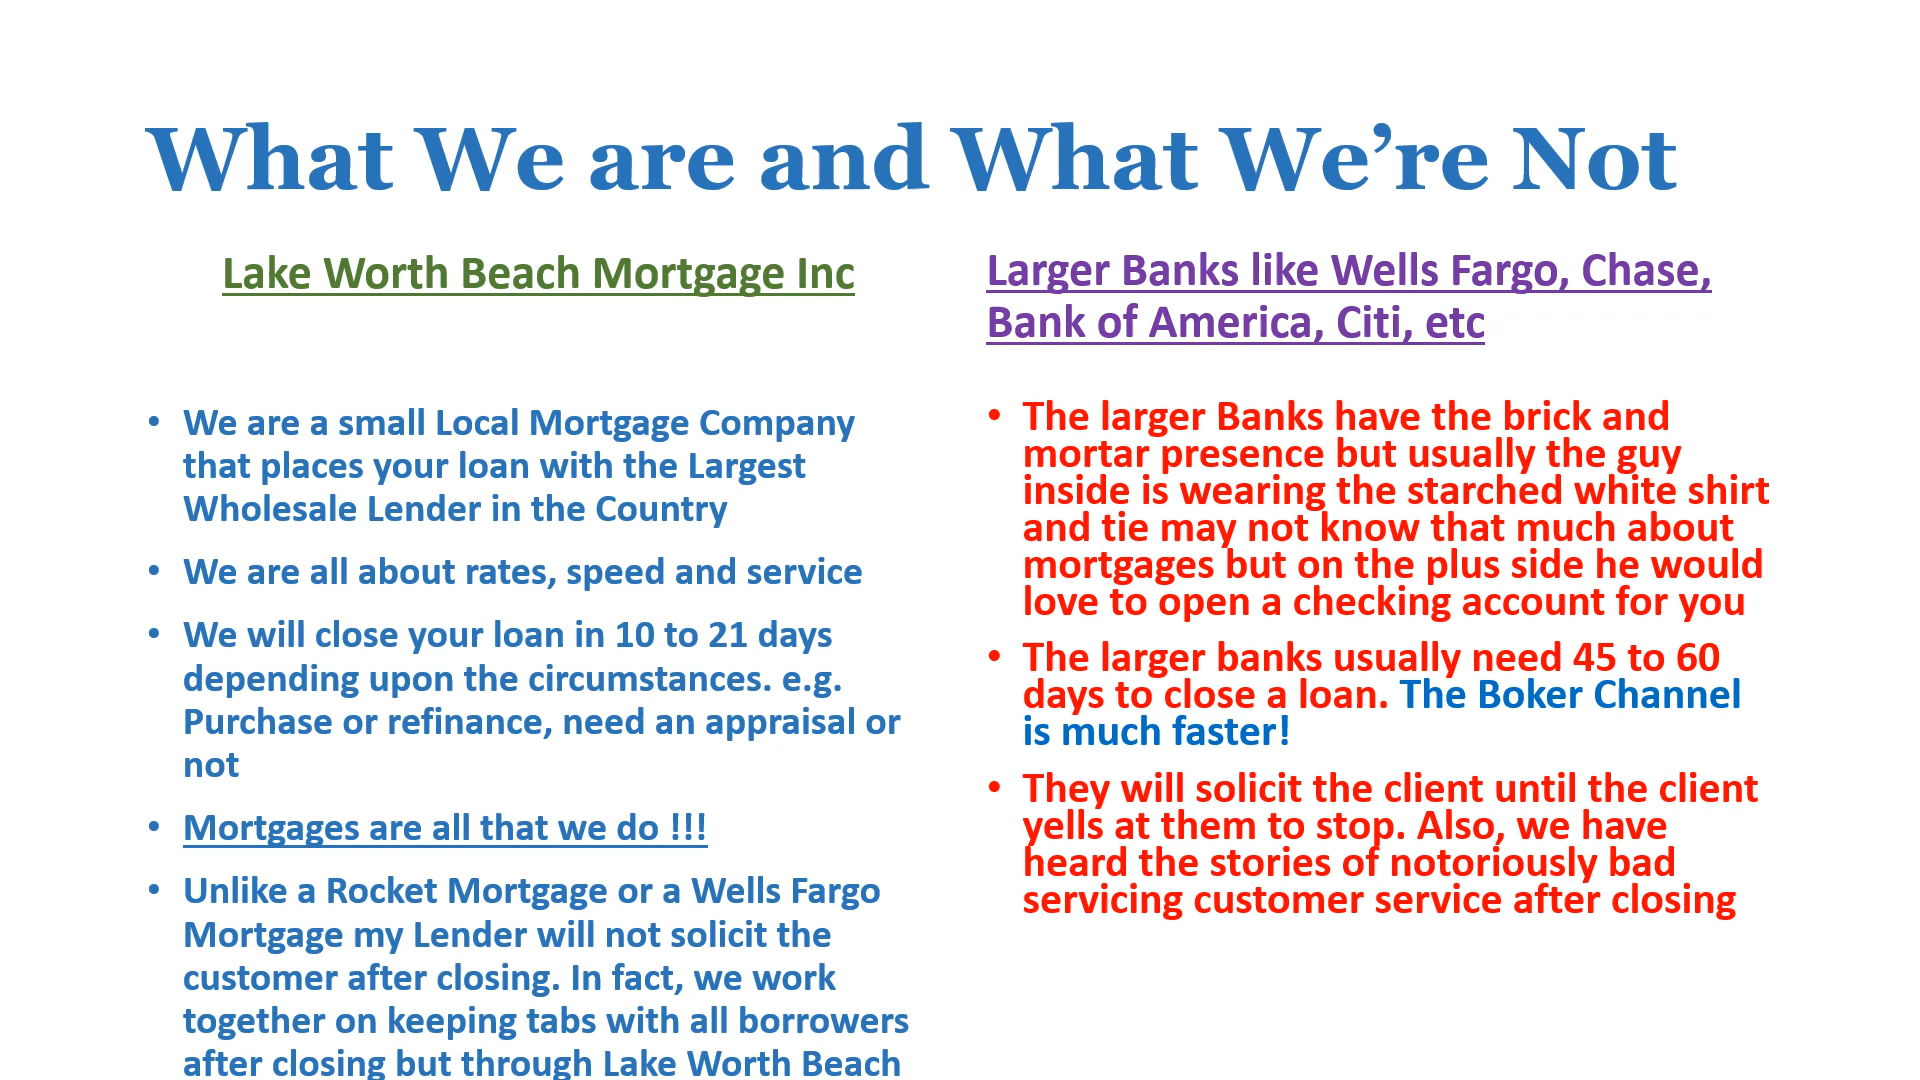 What We are and What We’re Not
Lake Worth Beach Mortgage Inc
• We are a small Local Mortgage Company
that places your loan with the Largest
Wholesale Lender in the Country
• We are all about rates, speed and service
• We will close your loan in 10 to 21 days
depending upon the circumstances. e.g.
Purchase or refinance, need an appraisal or
not
• Mortgages are all that we do !!!
• Unlike a Rocket Mortgage or a Wells Fargo
Mortgage my Lender will not solicit the
customer after closing. In fact, we work
together on keeping tabs with all borrowers
after closing but through Lake Worth Beach
Larger Banks like Wells Fargo, Chase,
Bank of America, Citi, etc
• The larger Banks have the brick and
mortar presence but usually the guy
inside is wearing the starched white shirt
and tie may not know that much about
mortgages but on the plus side he would
love to open a checking account for you
• The larger banks usually need 45 to 60
days to close a loan. The Boker Channel
is much faster!
• They will solicit the client until the client
yells at them to stop. Also, we have
heard the stories of notoriously bad
servicing customer service after closing